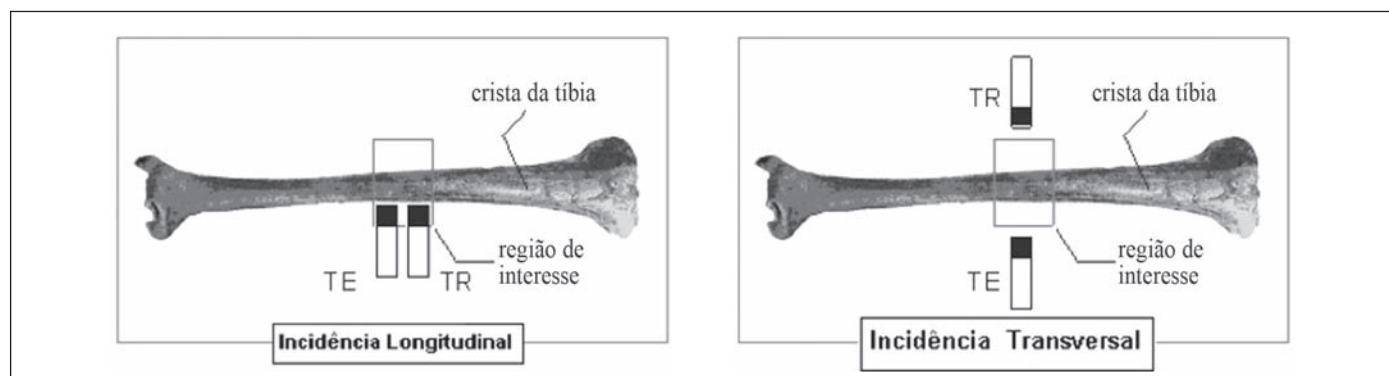 crista da tíbia
TE
TR
região de
interesse
Incidência Longitudinal
TR
crista da tíbia
TE
região de
interesse
Incidência Transversal